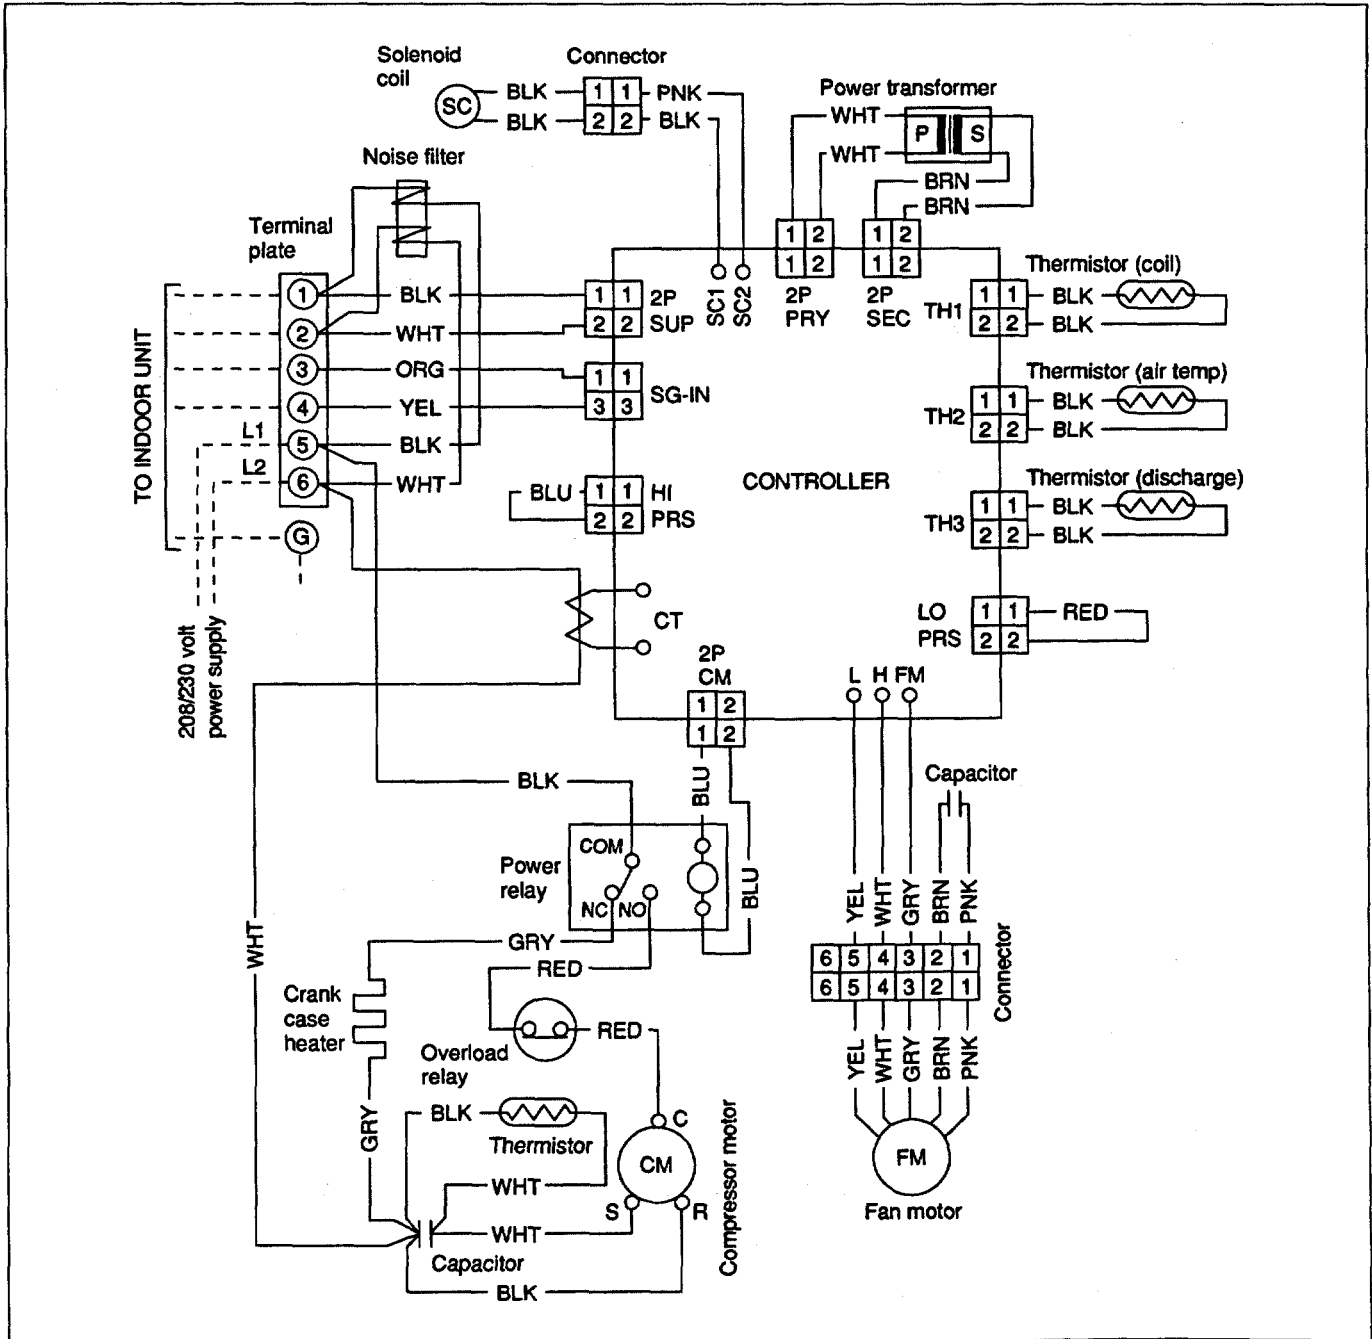 Solenoid
coil
Connector
SC
BLK
1 1
PNK
BLK
2 2
BLK
Power transformer
WHT
P S
WHT
BRN
BRN
Noise filter
Terminal
plate
1 2
1 2
2P
PRY
1 2
1 2
2P
SEC
SC1
SC2
1
BLK
1 1
2P
2
WHT
2 2
SUP
3
ORG
1 1
SG-IN
4
YEL
3 3
L1
5
BLK
L2
6
WHT
G
TO INDOOR UNIT
208/230 volt
power supply
BLU
1 1
HI
2 2
PRS
CONTROLLER
Thermistor (coil)
TH1
1 1
BLK
2 2
BLK
Thermistor (air temp)
TH2
1 1
BLK
2 2
BLK
Thermistor (discharge)
TH3
1 1
BLK
2 2
BLK
LO
PRS
1 1
RED
2 2
CT
2P
CM
1 2
1 2
L H FM
BLU
BLU
BLK
COM
Power
relay
NC NO
GRY
RED
WHT
Crank
case
heater
RED
Overload
relay
GRY
BLK
Thermistor
C
CM
S R
Compressor motor
WHT
WHT
Capacitor
BLK
Capacitor
YEL
WHT
GRY
BRN
PNK
6 5 4 3 2 1
6 5 4 3 2 1
Connector
YEL
WHT
GRY
BRN
PNK
FM
Fan motor